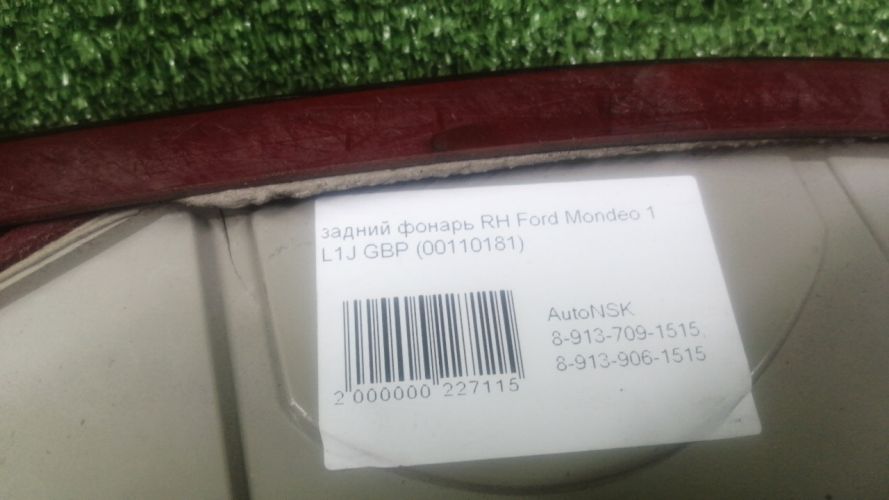 задний фонарь RH Ford Mondeo 1
L1J GBP (00110181)
AutoNSK
8-913-709-1515,
8-913-906-1515
2 000000 227115